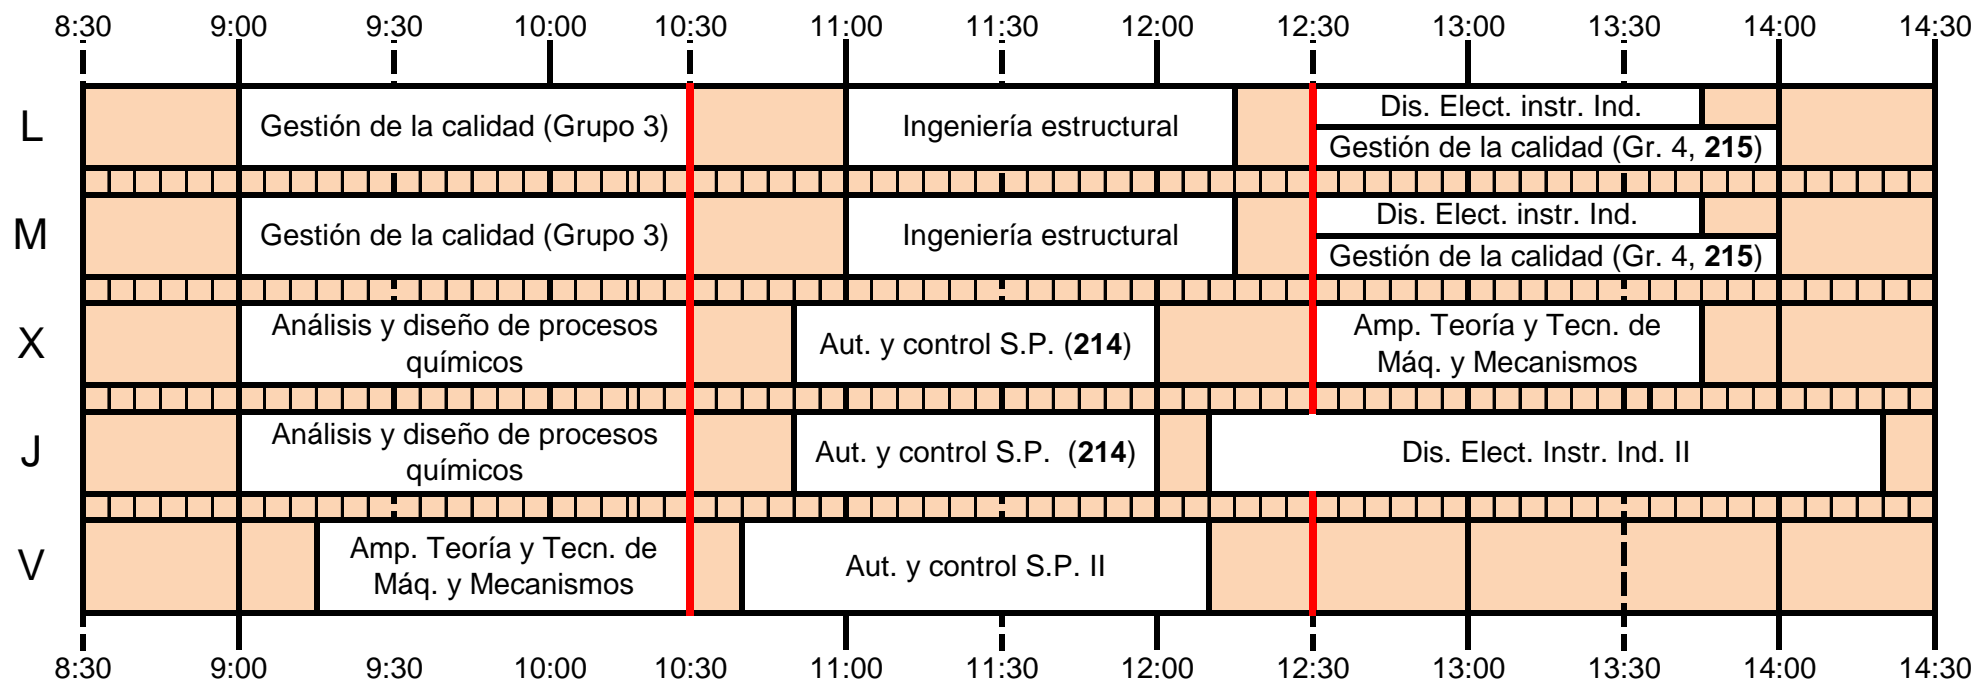 8:30 9:00 9:30 10:00 10:30 11:00 11:30 12:00 12:30 13:00 13:30 14:00 14:30
L
Gestión de la calidad (Grupo 3)
Ingeniería estructural
Dis. Elect. instr. Ind.
Gestión de la calidad (Gr. 4, 215)
M
Gestión de la calidad (Grupo 3)
Ingeniería estructural
Dis. Elect. instr. Ind.
Gestión de la calidad (Gr. 4, 215)
X
Análisis y diseño de procesos
químicos
Aut. y control S.P. (214)
Amp. Teoría y Tecn. de
Máq. y Mecanismos
J
Análisis y diseño de procesos
químicos
Aut. y control S.P. (214)
Dis. Elect. Instr. Ind. II
V
Amp. Teoría y Tecn. de
Máq. y Mecanismos
Aut. y control S.P. II
8:30 9:00 9:30 10:00 10:30 11:00 11:30 12:00 12:30 13:00 13:30 14:00 14:30